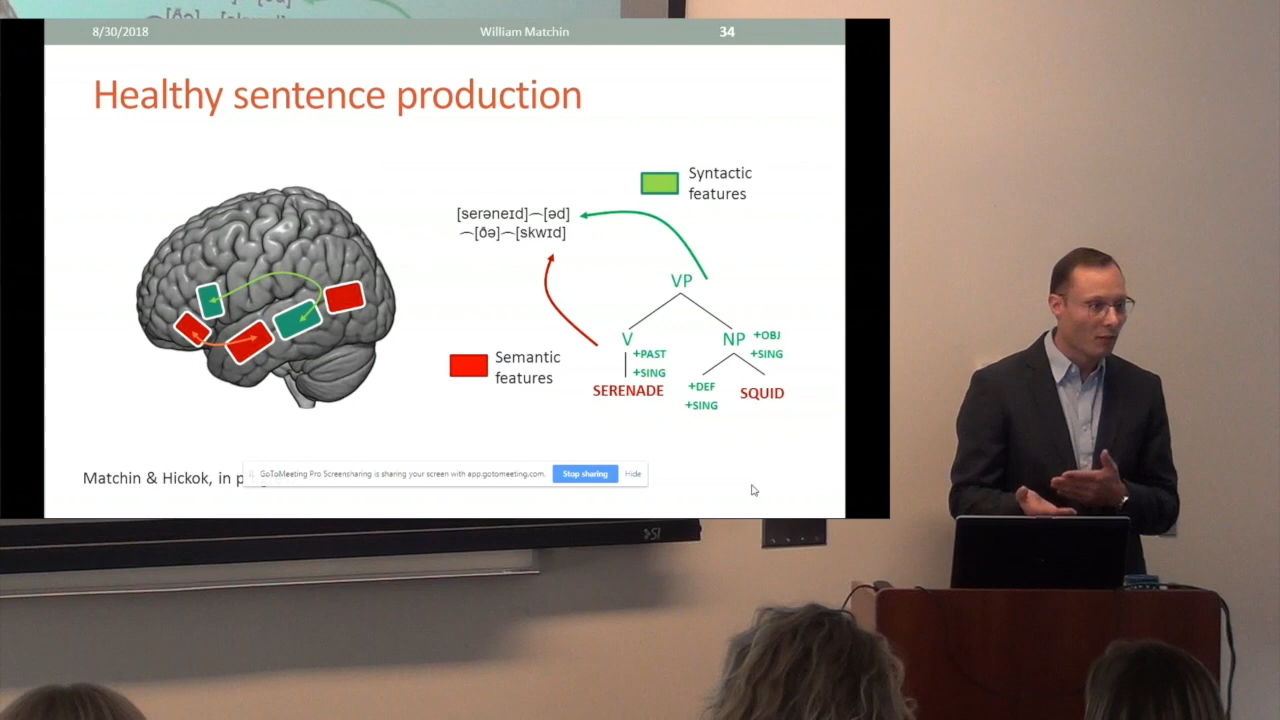 8/30/2018 William Matchin 34
Healthy sentence production
Syntactic
features
[serəneɪd]⁀[əd]
⁀[ðə]⁀[skwɪd]
VP
V
NP +OBJ
+SING
+PAST
+SING
Semantic
features
SERENADE
+DEF
+SING
SQUID
Matchin & Hickok, in
GoToMeeting Pro Screensharing is sharing your screen with app.gotomeeting.com.
Stop sharing
Hide